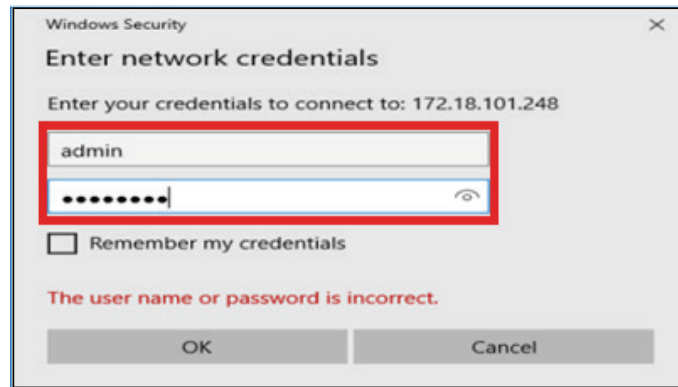 Windows Security
Enter network credentials
Enter your credentials to connect to: 172.18.101.248
admin
••••••••
Remember my credentials
The user name or password is incorrect.
OK
Cancel